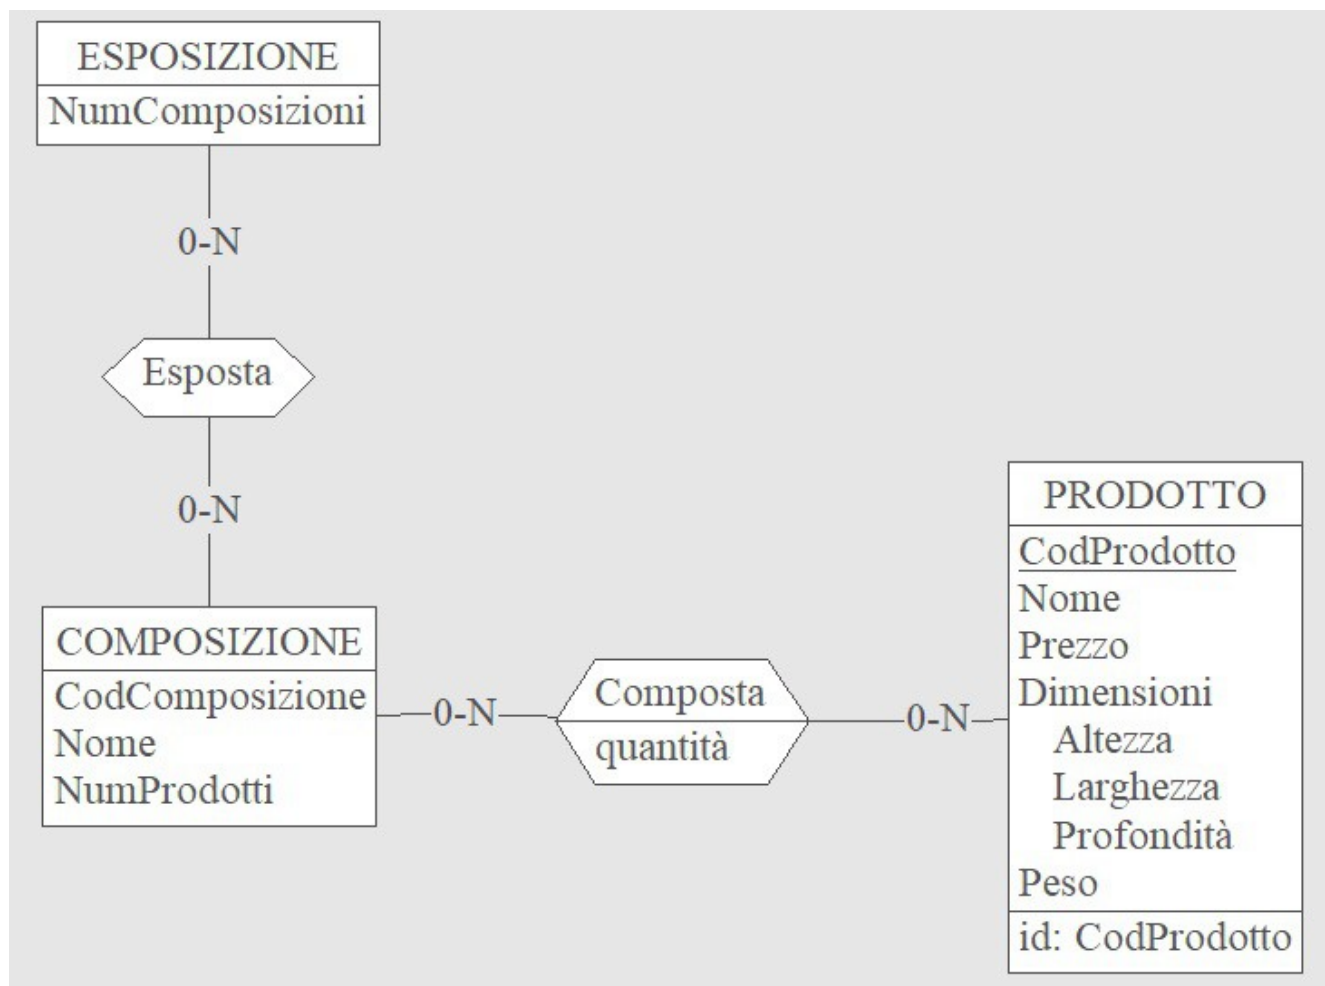 ESPOSIZIONE
NumComposizioni
0-N
Esposta
0-N
COMPOSIZIONE
CodComposizione
Nome
NumProdotti
0-N
Composta
quantità
0-N
PRODOTTO
CodProdotto
Nome
Prezzo
Dimensioni
Altezza
Larghezza
Profondità
Peso
id: CodProdotto